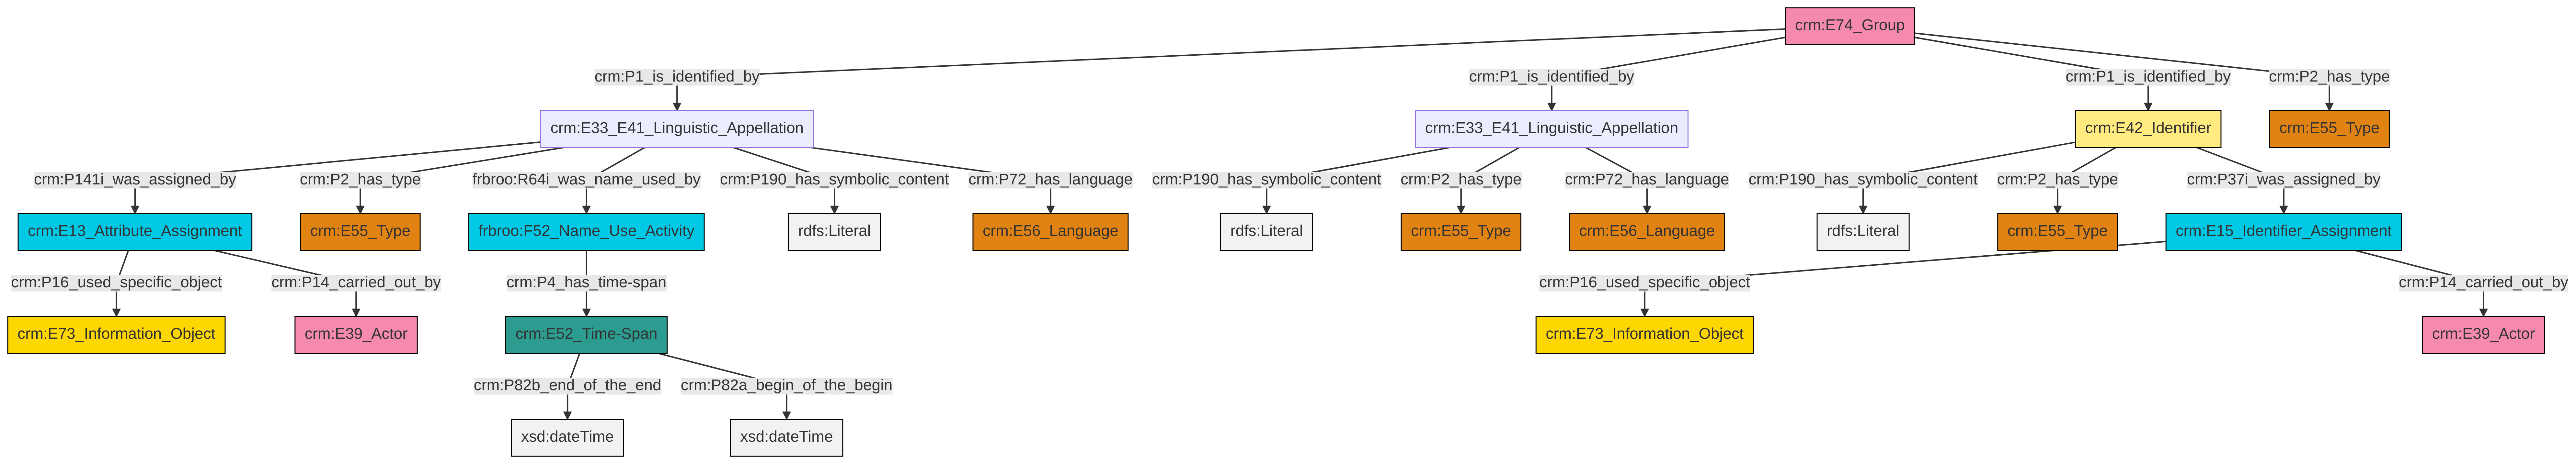 crm:E74_Group
crm:P1_is_identified_by
crm:P1_is_identified_by
crm:P1_is_identified_by
crm:P2_has_type
crm:E33_E41_Linguistic_Appellation
crm:E33_E41_Linguistic_Appellation
crm:E42_Identifier
crm:E55_Type
crm:P141i_was_assigned_by
crm:P2_has_type
frbroo:R64i_was_name_used_by
crm:P190_has_symbolic_content
crm:P72_has_language
crm:P190_has_symbolic_content
crm:P2_has_type
crm:P72_has_language
crm:P190_has_symbolic_content
crm:P2_has_type
crm:P37i_was_assigned_by
crm:E13_Attribute_Assignment
crm:E55_Type
frbroo:F52_Name_Use_Activity
rdfs:Literal
crm:E56_Language
rdfs:Literal
crm:E55_Type
crm:E56_Language
rdfs:Literal
crm:E55_Type
crm:E15_Identifier_Assignment
crm:P16_used_specific_object
crm:P14_carried_out_by
crm:P4_has_time-span
crm:P16_used_specific_object
crm:P14_carried_out_by
crm:E73_Information_Object
crm:E39_Actor
crm:E52_Time-Span
crm:E73_Information_Object
crm:E39_Actor
crm:P82b_end_of_the_end
crm:P82a_begin_of_the_begin
xsd:dateTime
xsd:dateTime